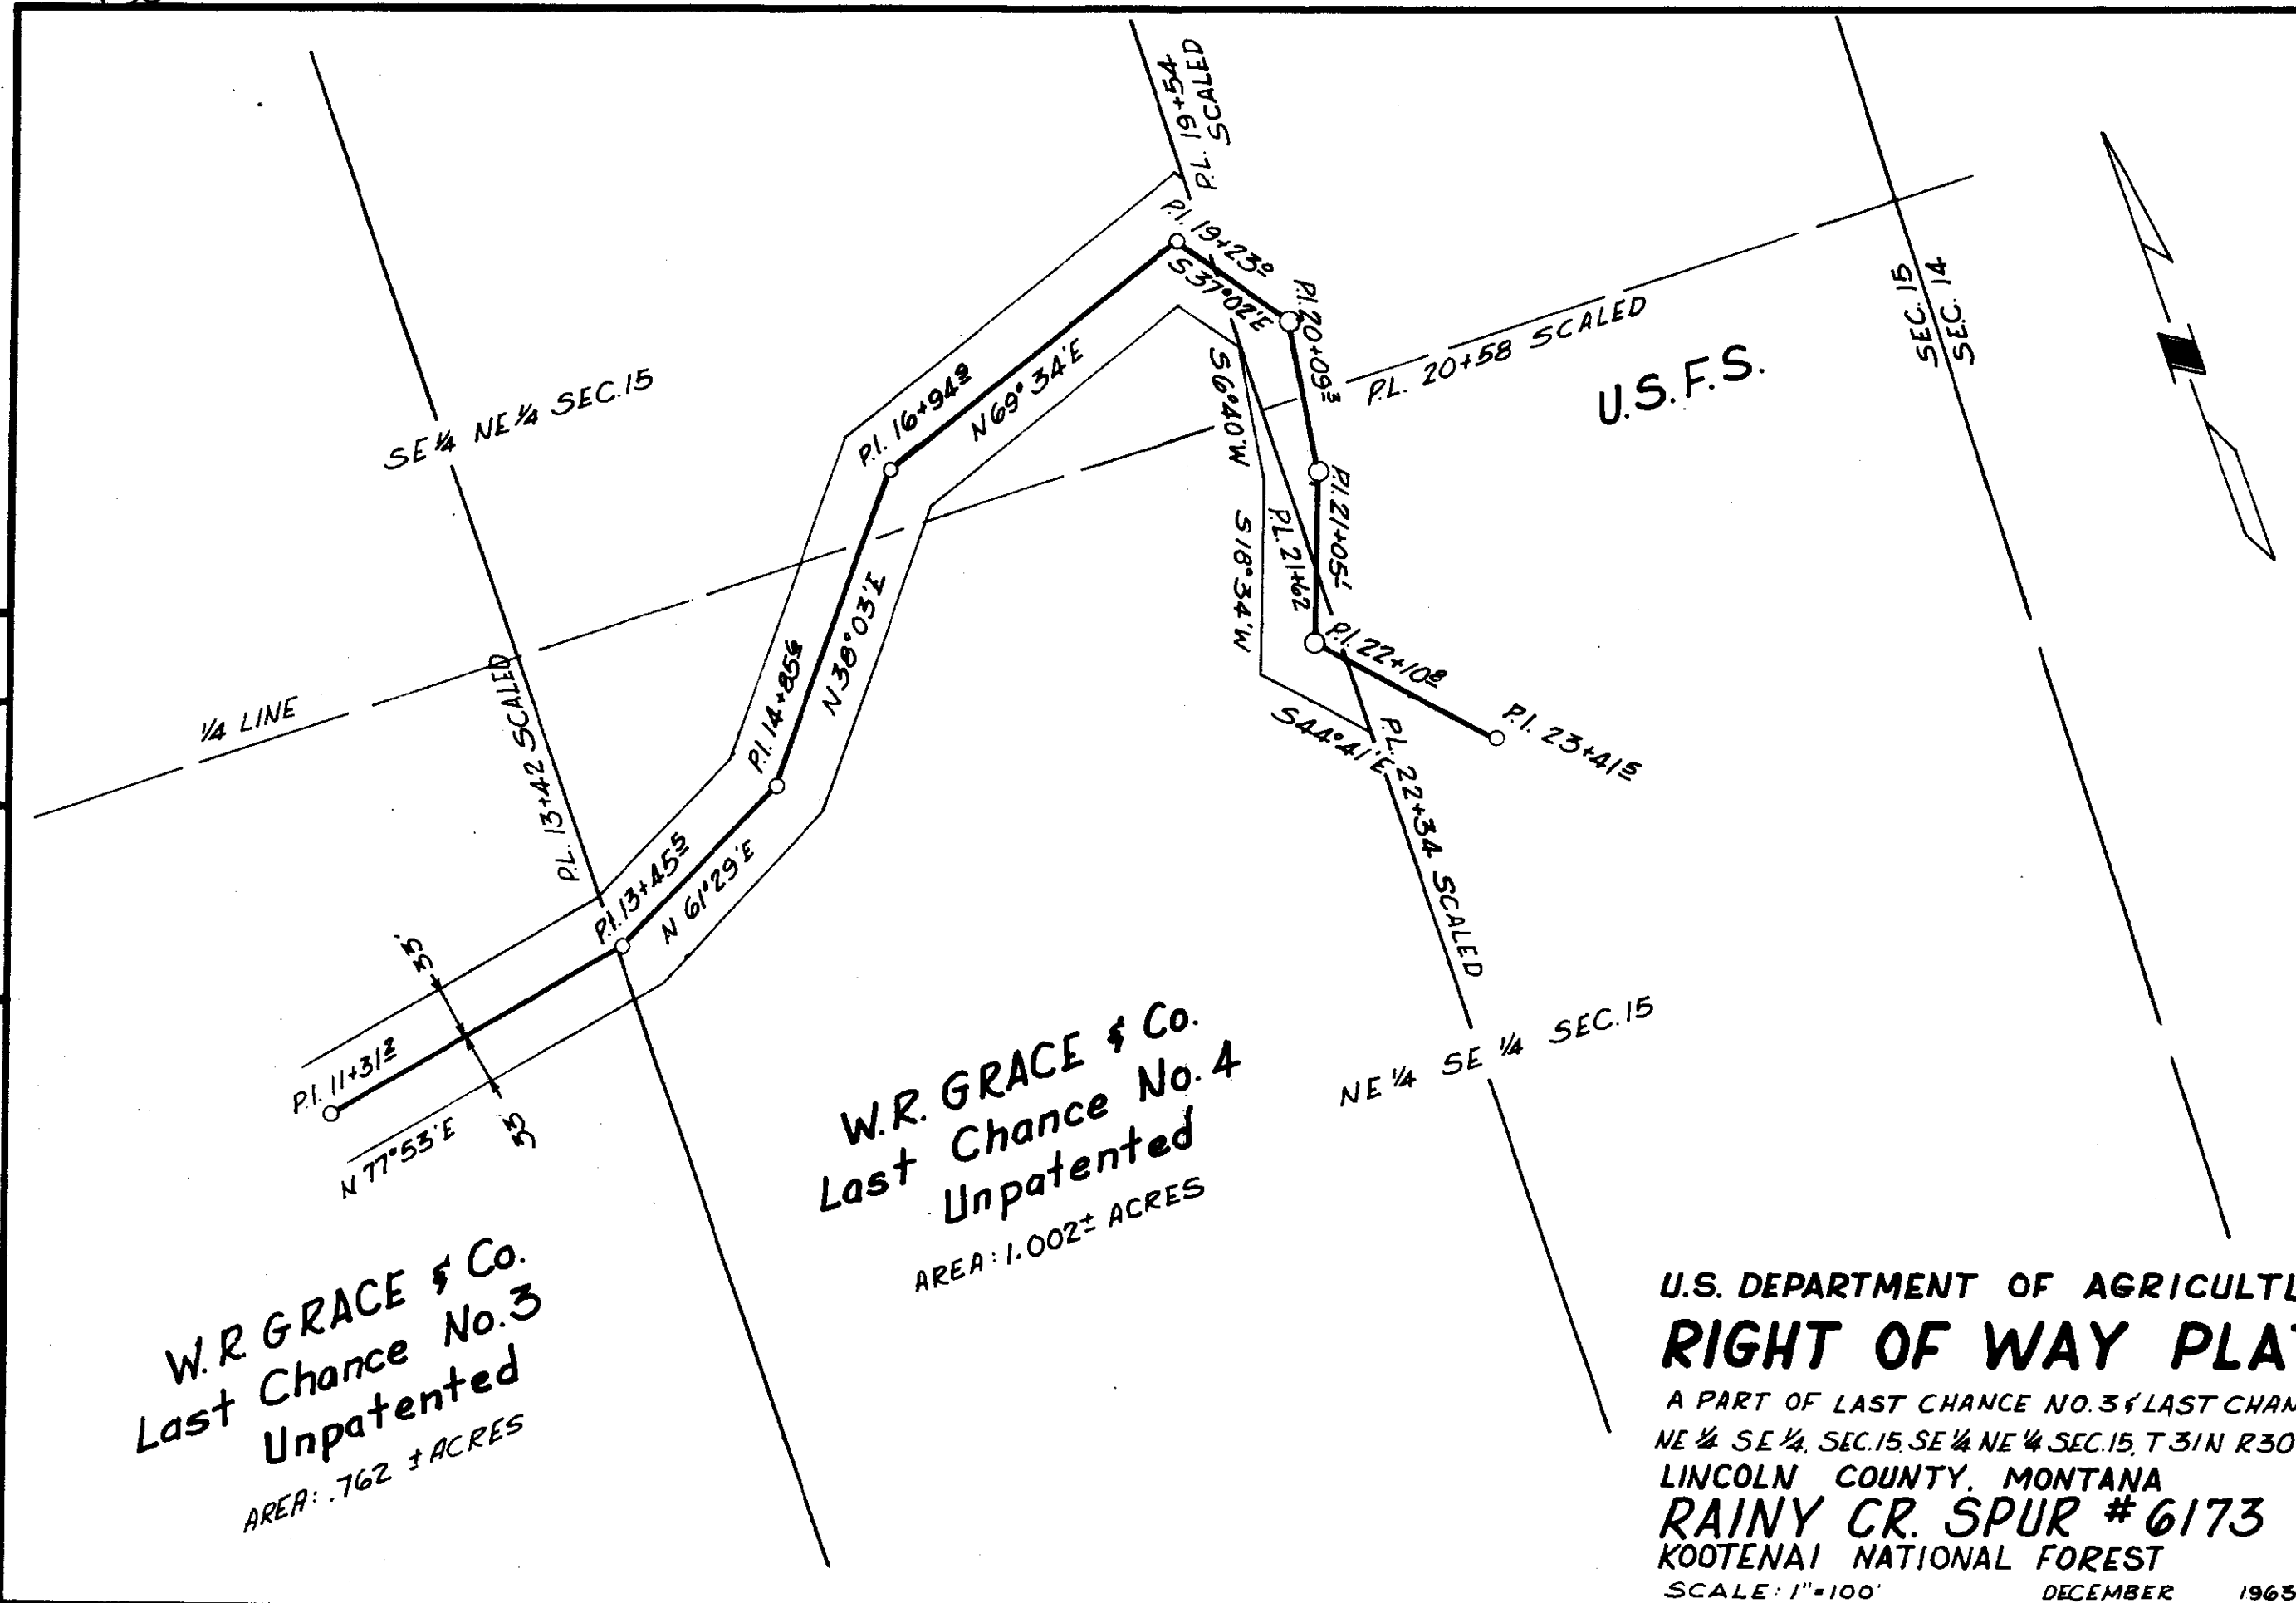 P.L. 19+54
SCALED
P.I. 19+23⁰
S37°02'E
P.I. 20+09³
P.L. 20+58 SCALED
U.S.F.S.
SEC. 15
SEC. 14
SE¼ NE¼ SEC.15
P.I. 16+94⁹
N69°34'E
S6°40'W
P.I. 21+05¹
S18°34'W
P.L. 21+62
N38°03'E
P.I. 14+85⁶
P.I. 22+10⁸
S44°41'E
P.I. 23+41⁵
P.L. 22+34 SCALED
¼ LINE
P.L. 13+42 SCALED
P.I. 13+45⁵
N 61°29'E
33'
33'
P.I. 11+31²
N 77°53'E
NE¼ SE¼ SEC.15
W.R. GRACE & Co.
Last Chance No. 4
Unpatented
AREA: 1.002± ACRES
W.R. GRACE & Co.
Last Chance No.3
Unpatented
AREA: .762 ± ACRES
U.S. DEPARTMENT OF
RIGHT OF WAY
A PART OF LAST CHANCE NO.3 & LAST
NE¼ SE¼, SEC.15, SE¼ NE¼ SEC.15, T31N R30
LINCOLN COUNTY, MONTANA
RAINY CR. SPUR #6173
KOOTENAI NATIONAL FOREST
SCALE: 1"=100' DECEMBER 1963